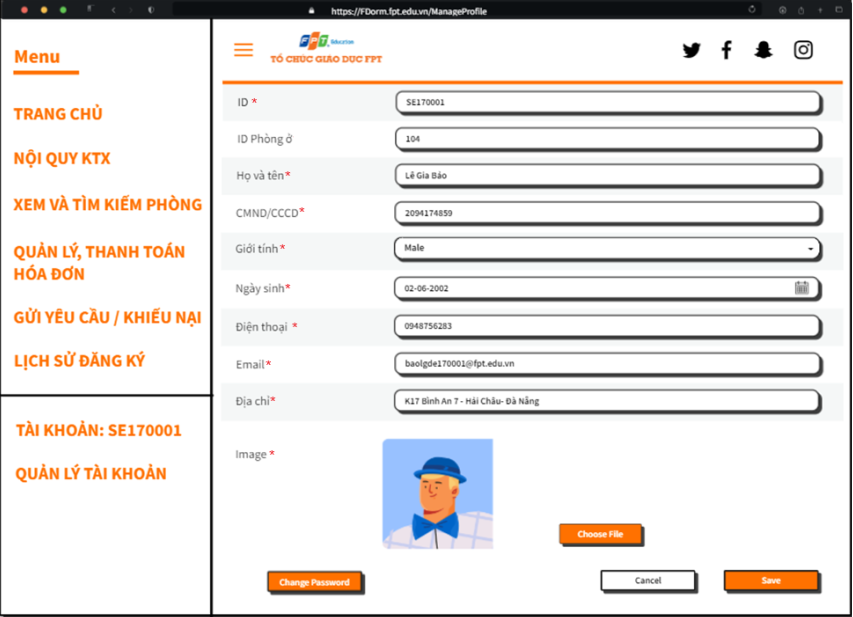 https://FDorm.fpt.edu.vn/ManageProfile
Menu
TRANG CHỦ
NỘI QUY KTX
XEM VÀ TÌM KIẾM PHÒNG
QUẢN LÝ, THANH TOÁN
HÓA ĐƠN
GỬI YÊU CẦU / KHIẾU NẠI
LỊCH SỬ ĐĂNG KÝ
TÀI KHOẢN: SE170001
QUẢN LÝ TÀI KHOẢN
FPT Education
TỔ CHỨC GIÁO DỤC FPT
ID * SE170001
ID Phòng ở 104
Họ và tên* Lê Gia Bảo
CMND/CCCD* 2094174859
Giới tính* Male
Ngày sinh* 02-06-2002
Điện thoại * 0948756283
Email* baolgde170001@fpt.edu.vn
Địa chỉ* K17 Bình An 7 - Hải Châu- Đà Nẵng
Image *
Choose File
Change Password Cancel Save